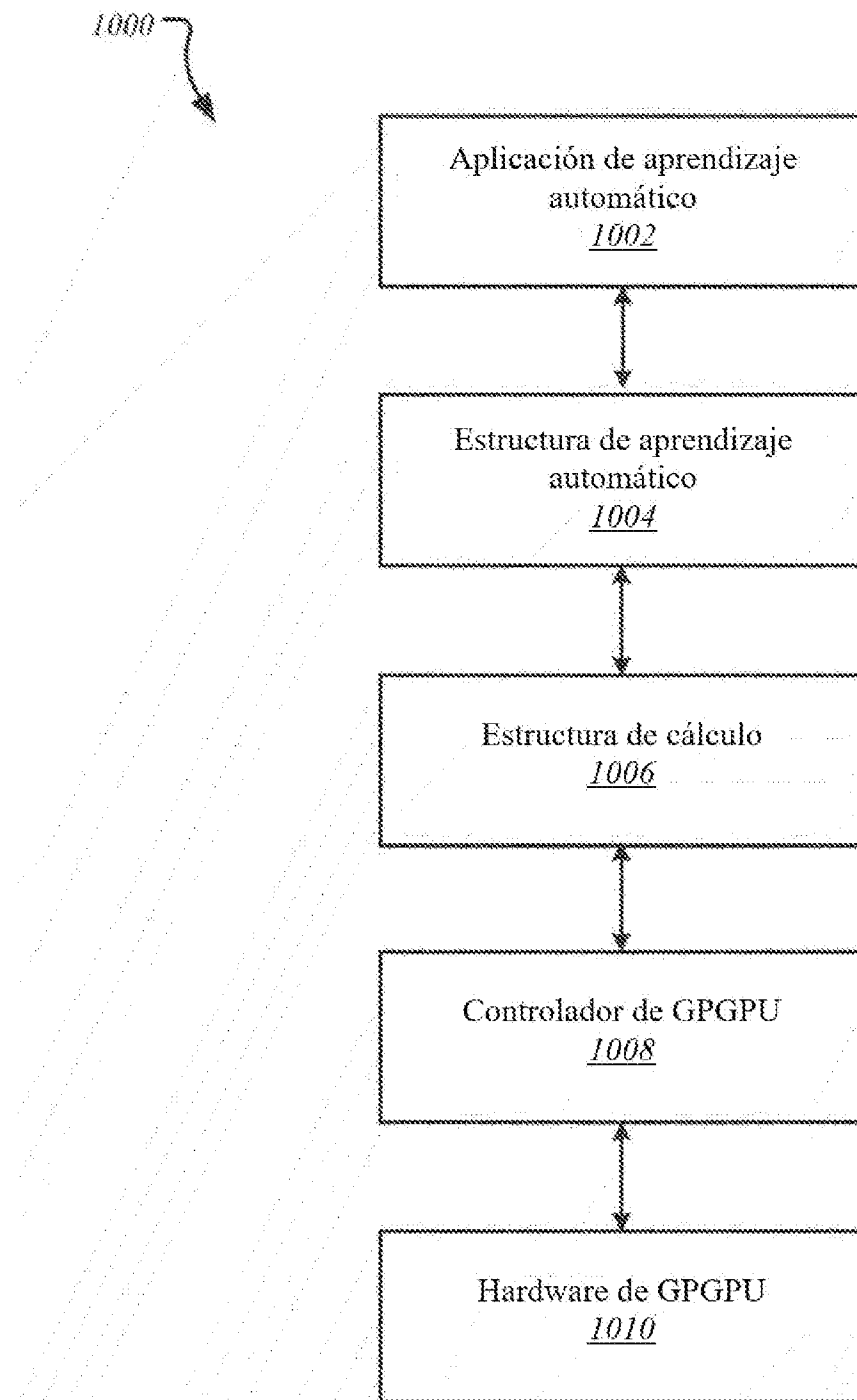 1000
Aplicación de aprendizaje
automático
1002
Estructura de aprendizaje
automático
1004
Estructura de cálculo
1006
Controlador de GPGPU
1008
Hardware de GPGPU
1010